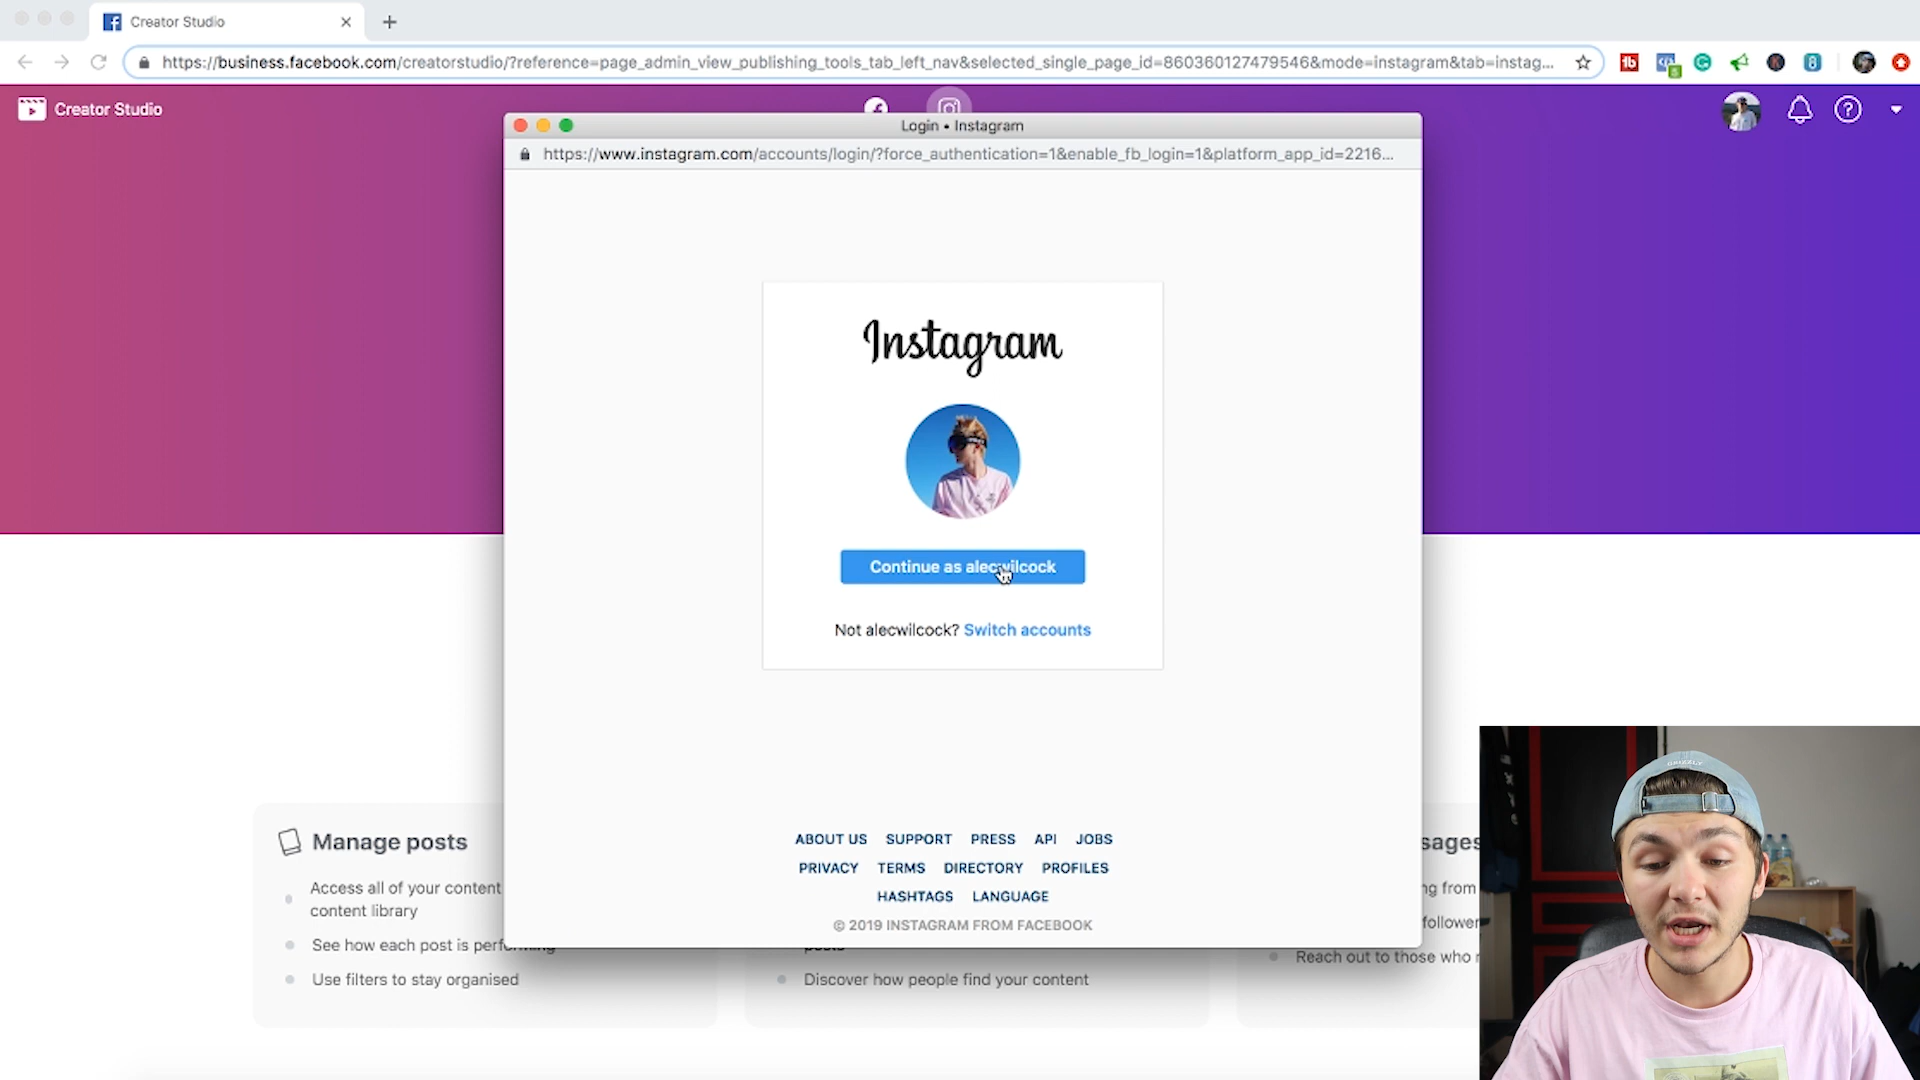 Creator Studio
https://business.facebook.com/creatorstudio/?reference=page_admin_view_publishing_tools_tab_left_nav&selected_single_page_id=860360127479546&mode=instagram&tab=instag...
Creator Studio
Login • Instagram
https://www.instagram.com/accounts/login/?force_authentication=1&enable_fb_login=1&platform_app_id=2216...
Instagram
Continue as alecwilcock
Not alecwilcock? Switch accounts
ABOUT US SUPPORT PRESS API JOBS
PRIVACY TERMS DIRECTORY PROFILES
HASHTAGS LANGUAGE
© 2019 INSTAGRAM FROM FACEBOOK
Manage posts
Access all of your content
content library
See how each post is performing
Use filters to stay organised
posts
Discover how people find your content
sages
ng from
follower
Reach out to those who
GRIZZLY